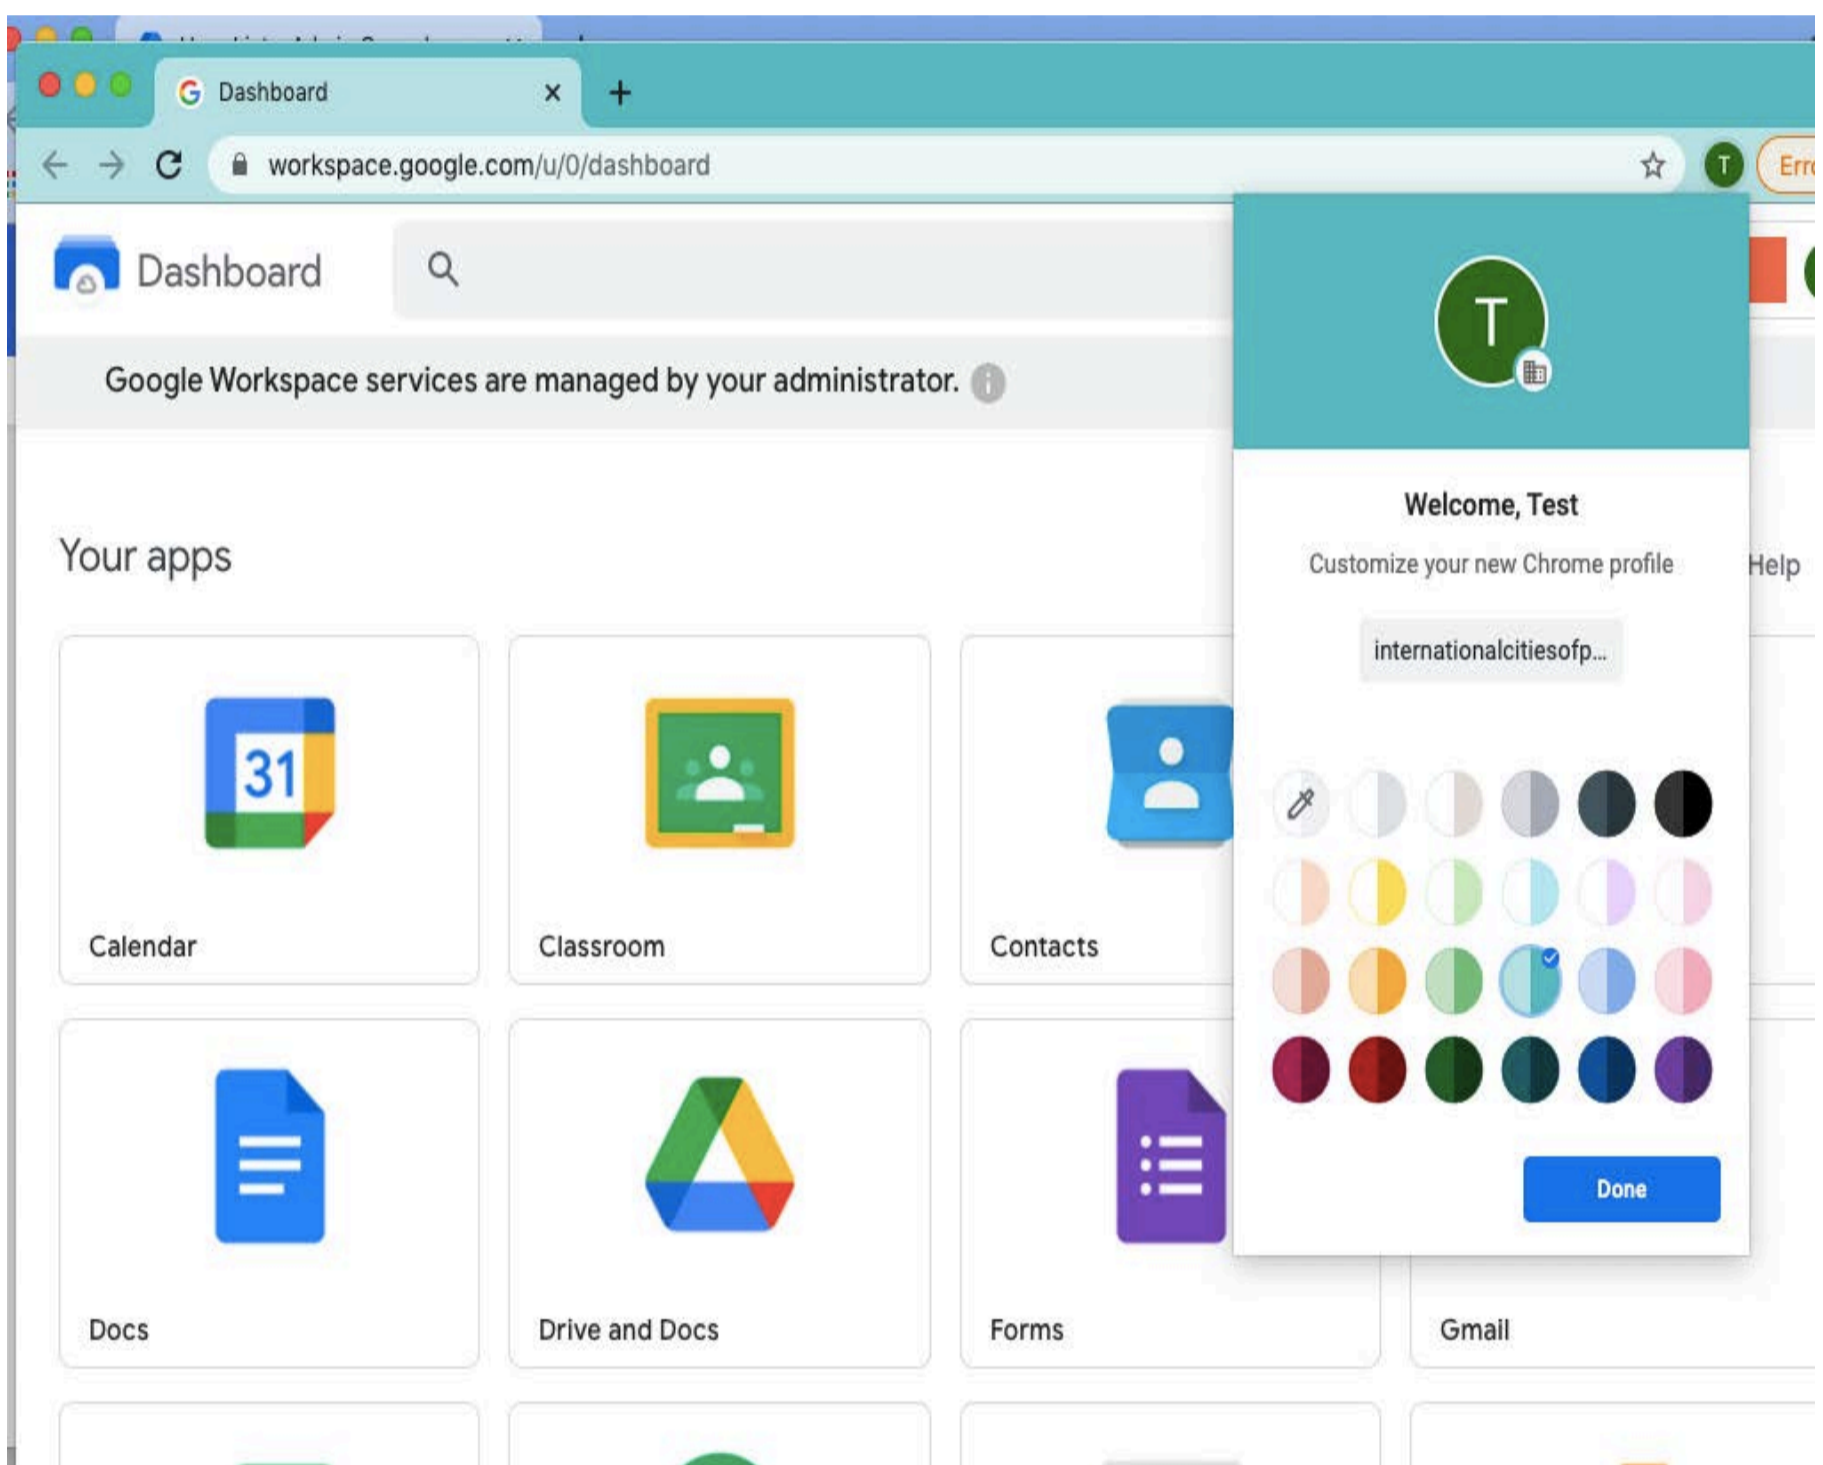 Dashboard
workspace.google.com/u/0/dashboard
T
Dashboard
T
Google Workspace services are managed by your administrator.
Welcome, Test
Customize your new Chrome profile
Your apps
Help
internationalcitiesofp...
31
Calendar
Classroom
Contacts
Done
Docs
Drive and Docs
Forms
Gmail